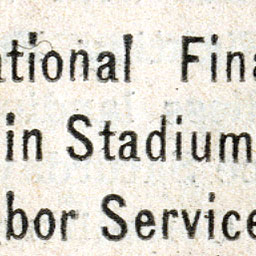 ational Fina
in Stadium
bor Service